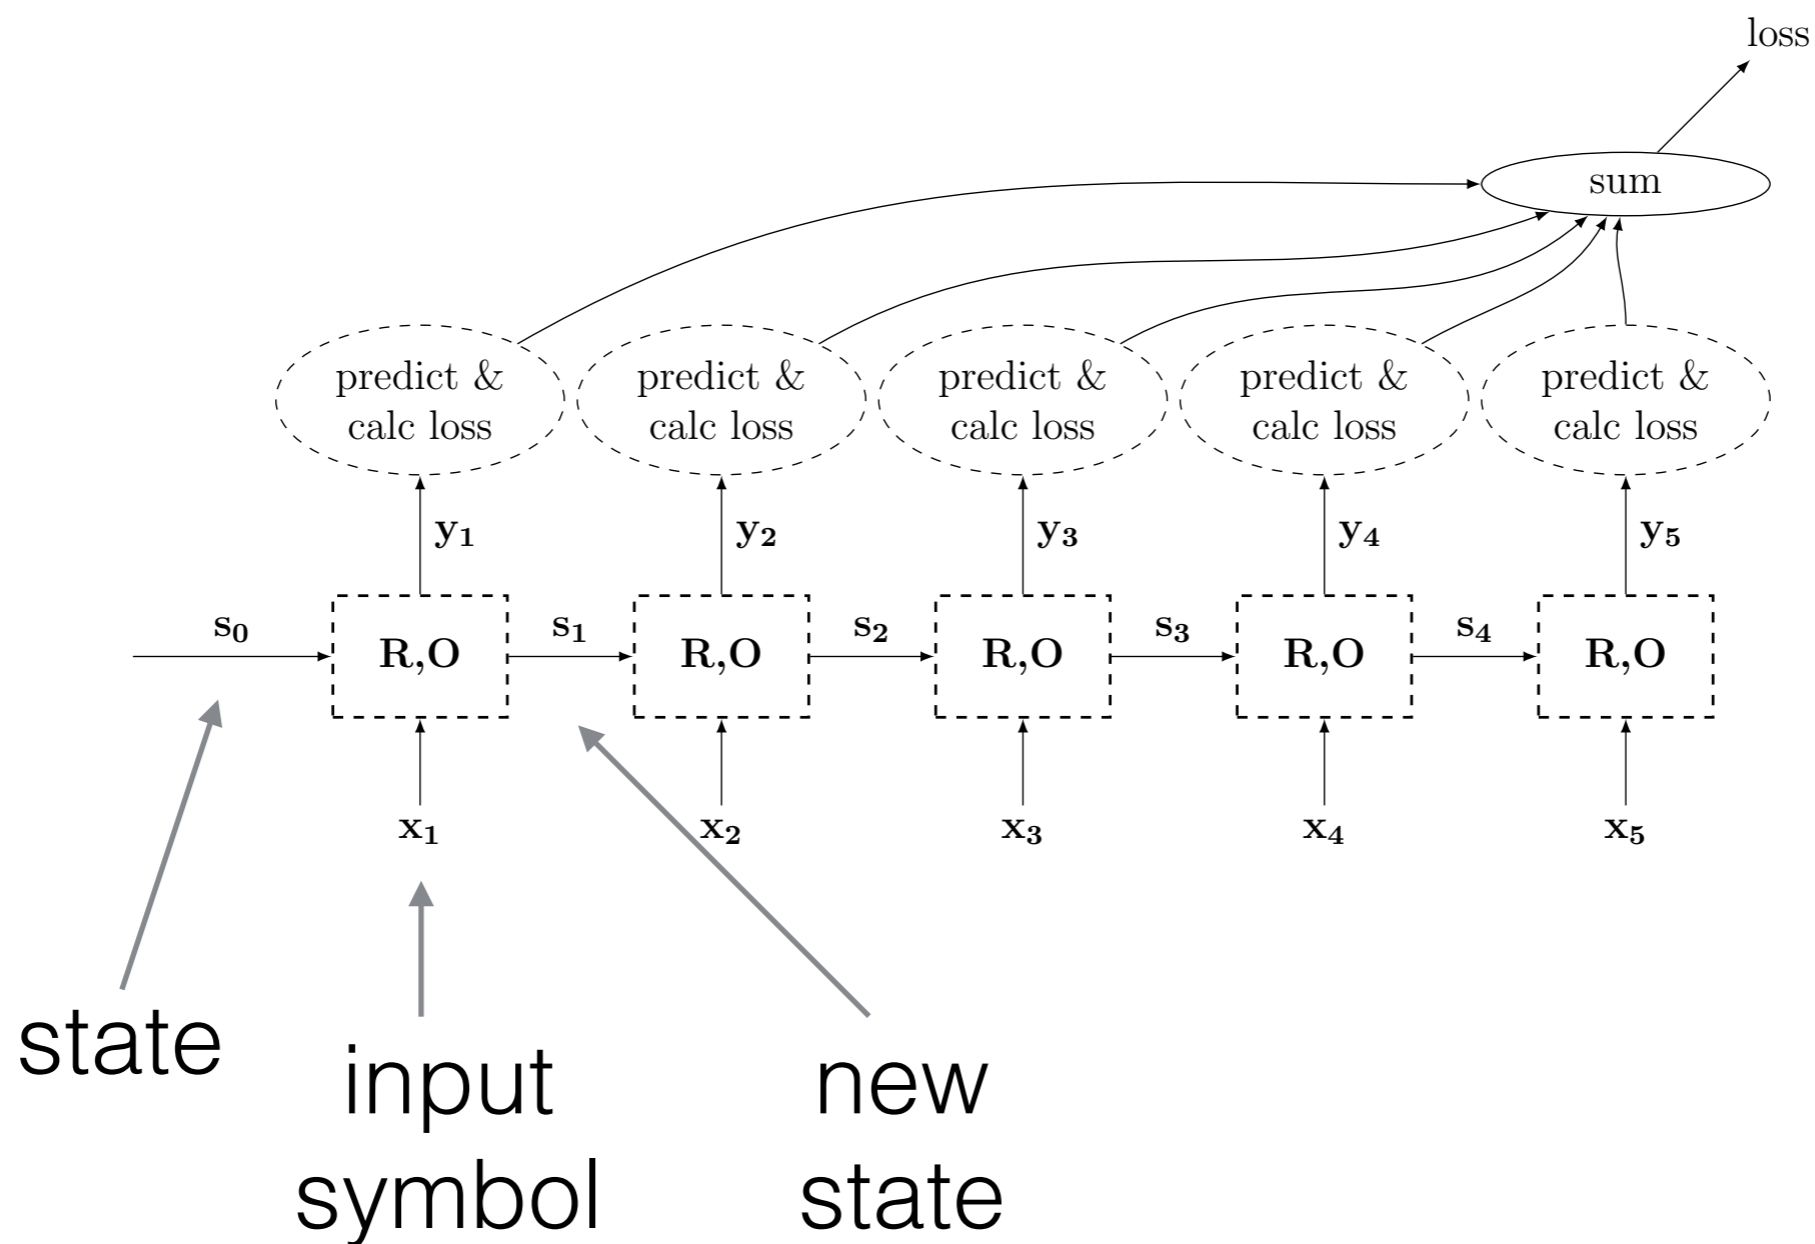 loss
sum
predict & predict & predict & predict & predict &
calc loss calc loss calc loss calc loss calc loss
y₁ y₂ y₃ y₄ y₅
s₀ s₁ s₂ s₃ s₄
R,O R,O R,O R,O R,O
x₁ x₂ x₃ x₄ x₅
state
input new
symbol state